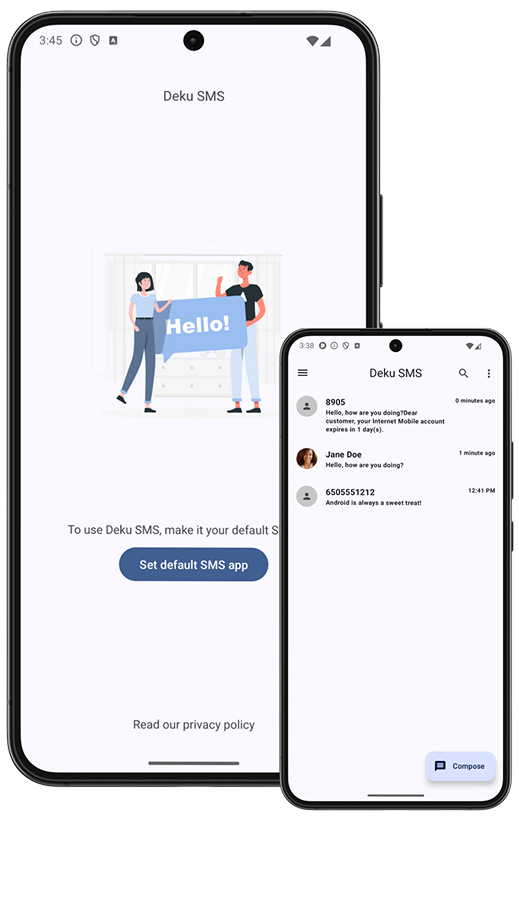 3:45
Deku SMS
Hello!
To use Deku SMS, make it your default S
Set default SMS app
Read our privacy policy
3:38
Deku SMS
8905
0 minutes ago
Hello, how are you doing?Dear
customer, your Internet Mobile account
expires in 1 day(s).
Jane Doe
1 minute ago
Hello, how are you doing?
6505551212
12:41 PM
Android is always a sweet treat!
Compose